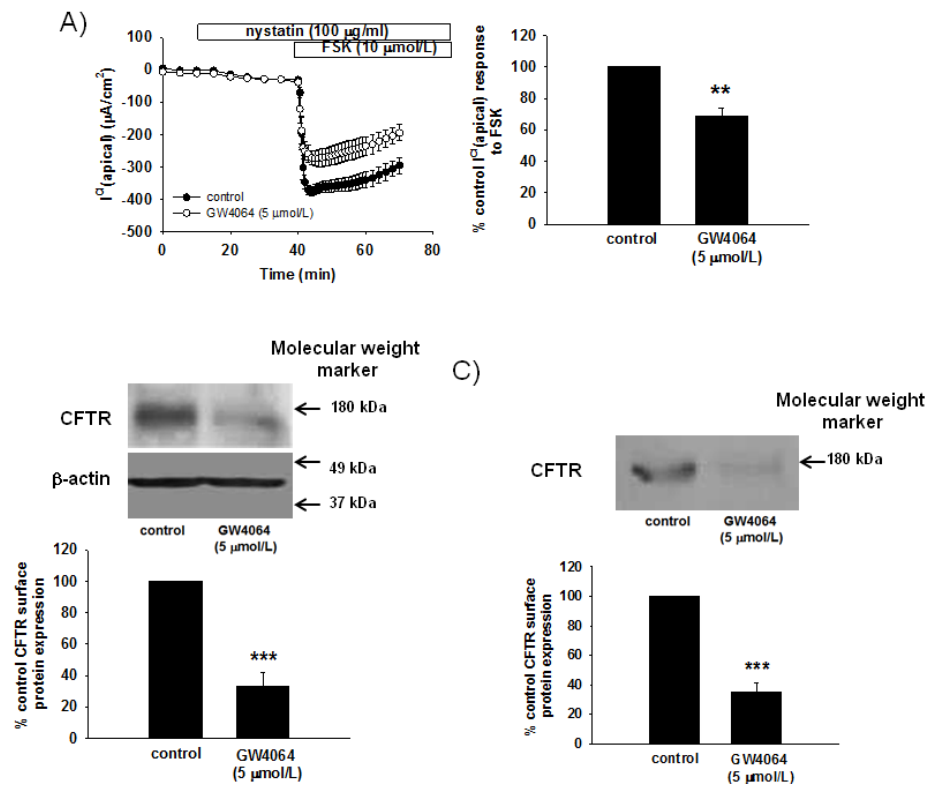 A)
nystatin (100 µg/ml)
FSK (10 µmol/L)
100
0
-100
-200
-300
-400
-500
I^Cl(apical) (µA/cm²)
control
GW4064 (5 µmol/L)
0 20 40 60 80
Time (min)
% control I^Cl(apical) response
to FSK
100
80
60
40
20
0
**
control
GW4064
(5 µmol/L)
Molecular weight
marker
CFTR
180 kDa
β-actin
49 kDa
37 kDa
control
GW4064
(5 µmol/L)
% control CFTR surface
protein expression
120
100
80
60
40
20
0
***
control
GW4064
(5 µmol/L)
C)
Molecular weight
marker
CFTR
180 kDa
control
GW4064
(5 µmol/L)
% control CFTR surface
protein expression
120
100
80
60
40
20
0
***
control
GW4064
(5 µmol/L)